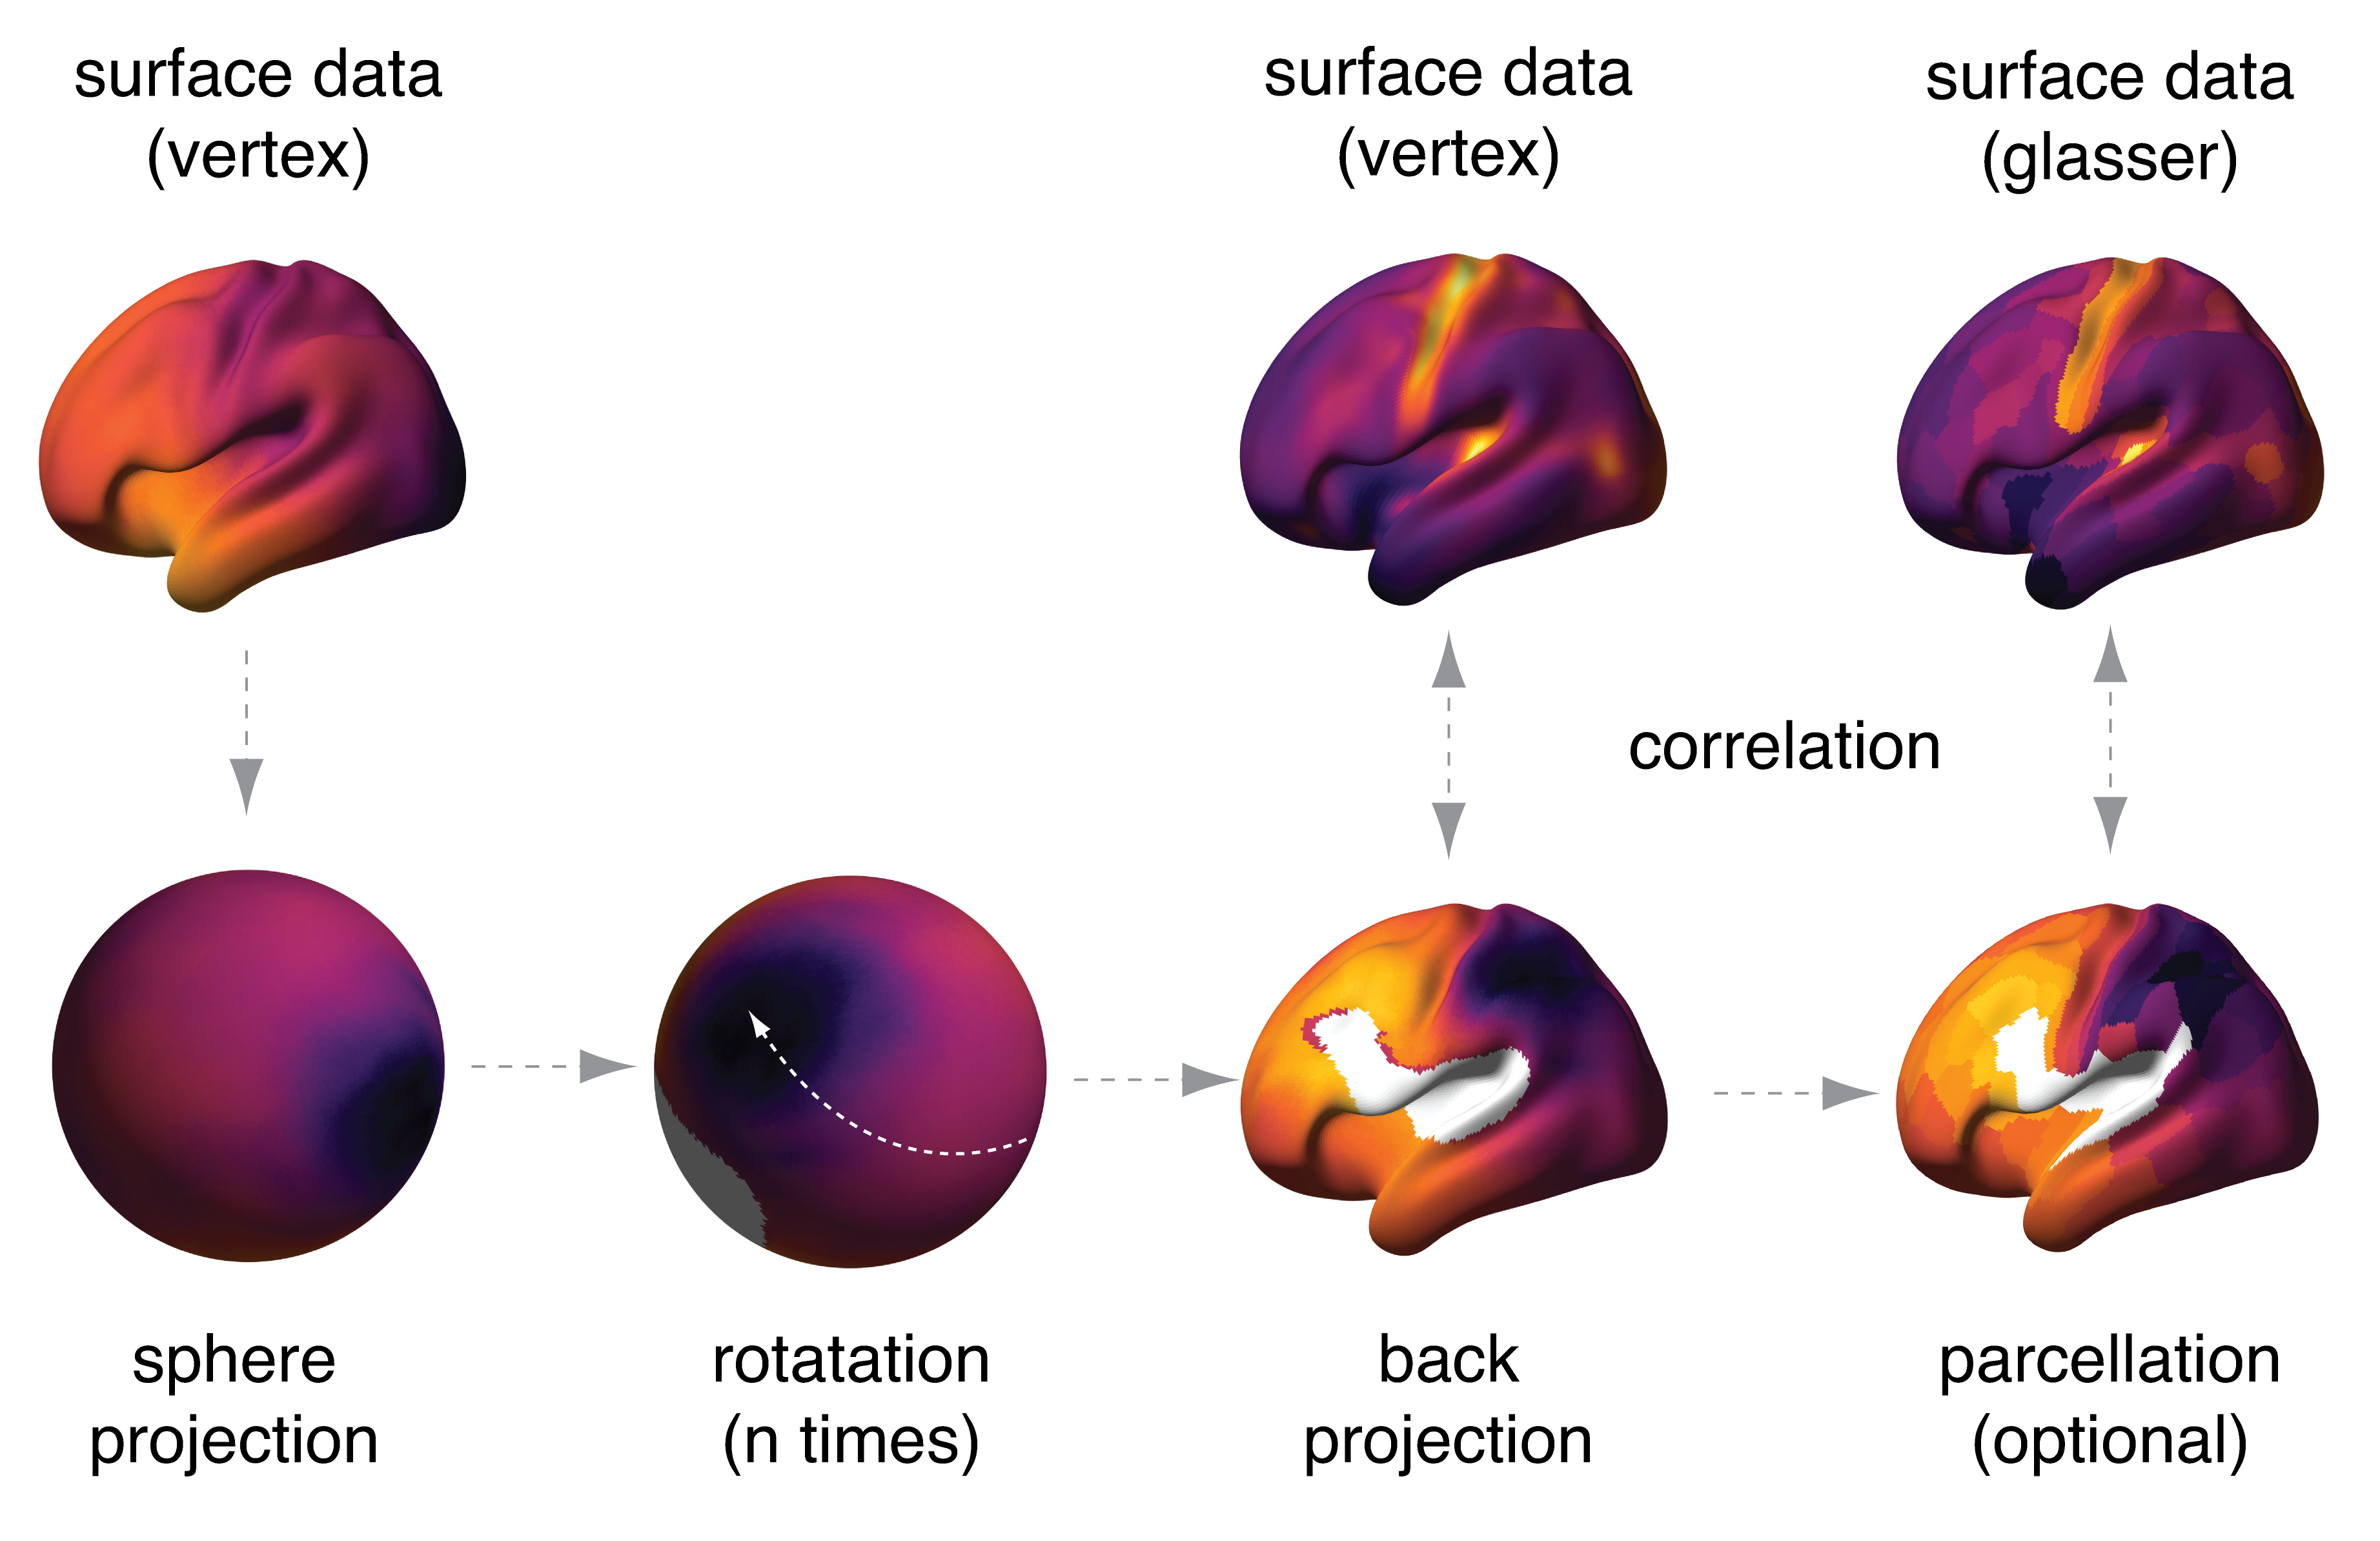 surface data
(vertex)
surface data
(vertex)
surface data
(glasser)
correlation
sphere
projection
rotatation
(n times)
back
projection
parcellation
(optional)